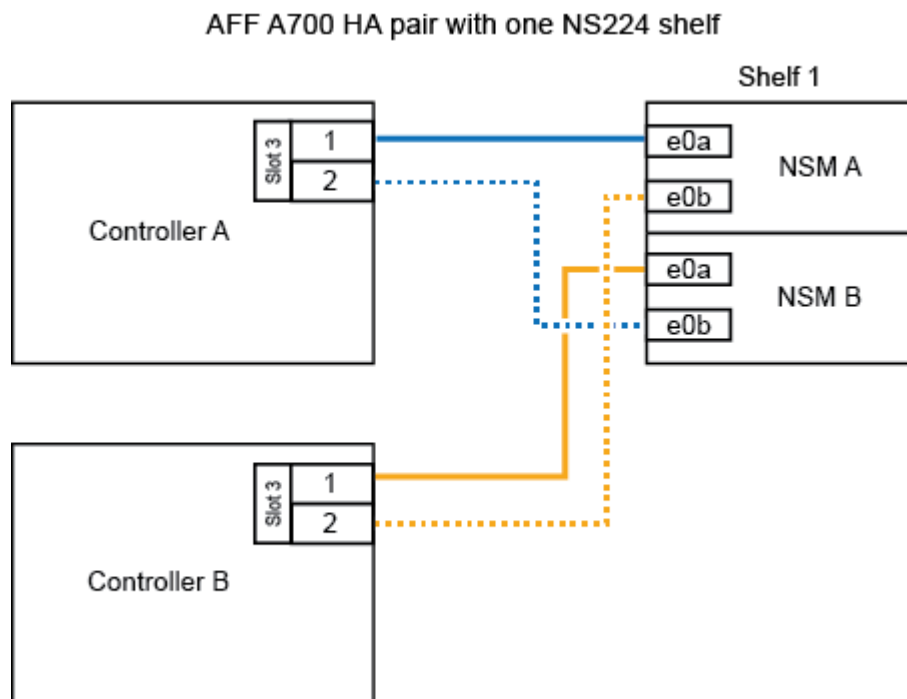 AFF A700 HA pair with one NS224 shelf
Shelf 1
Slot 3
1
2
Controller A
e0a
e0b
NSM A
e0a
e0b
NSM B
Slot 3
1
2
Controller B